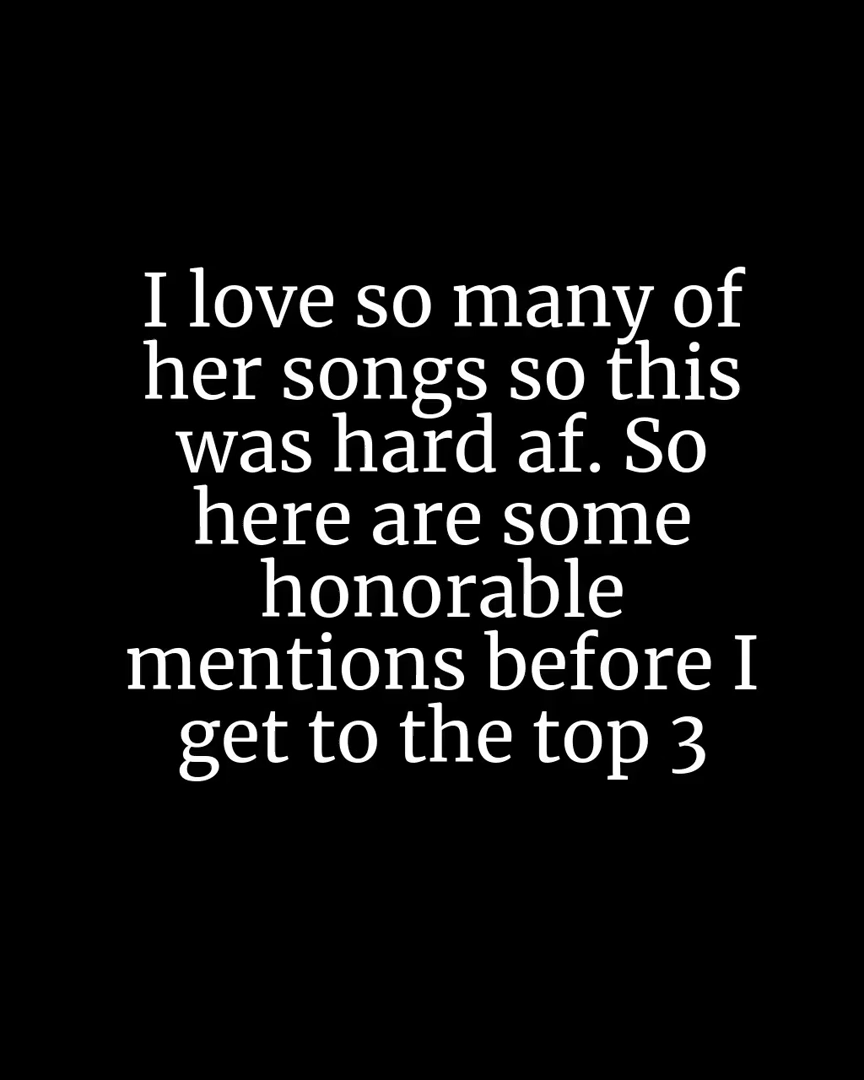 I love so many of
her songs so this
was hard af. So
here are some
honorable
mentions before I
get to the top 3